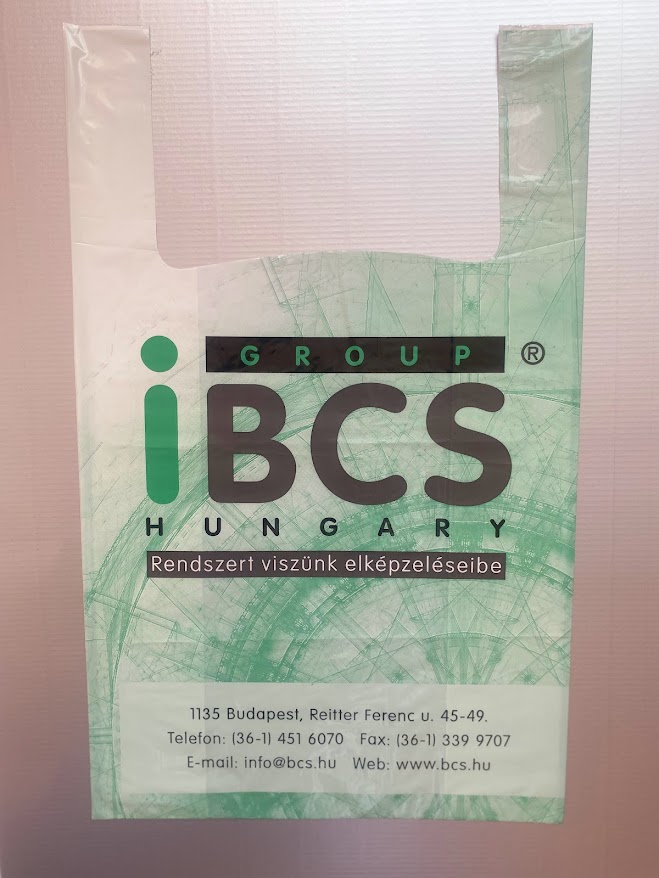 GROUP ®
iBCS
HUNGARY
Rendszert viszünk elképzeléseibe
1135 Budapest, Reitter Ferenc u. 45-49.
Telefon: (36-1) 451 6070 Fax: (36-1) 339 9707
E-mail: info@bcs.hu Web: www.bcs.hu